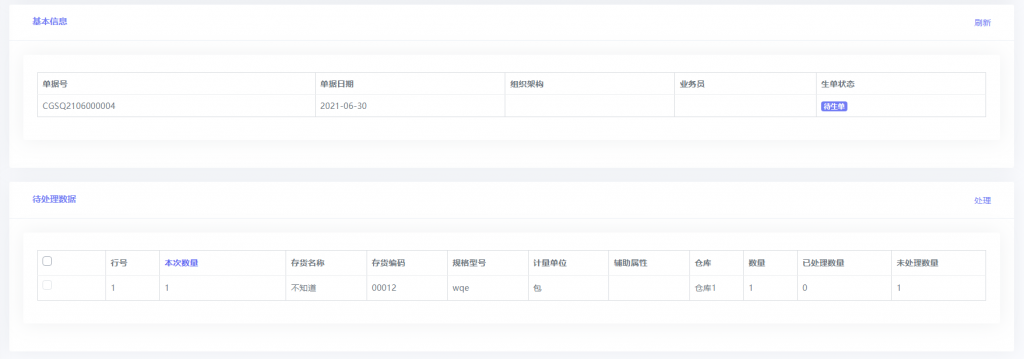 基本信息 刷新
单据号 单据日期 组织架构 业务员 生单状态
CGSQ2106000004 2021-06-30 待生单
待处理数据 处理
行号 本次数量 存货名称 存货编码 规格型号 计量单位 辅助属性 仓库 数量 已处理数量 未处理数量
1 1 不知道 00012 wqe 包 仓库1 1 0 1